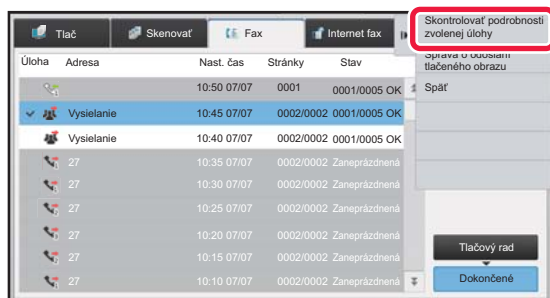 Tlač Skenovať Fax Internet fax
Skontrolovať podrobnosti
zvolenej úlohy
Správa o odoslaní
tlačeného obrazu
Späť
Úloha Adresa Nast. čas Stránky Stav
10:50 07/07 0001 0001/0005 OK
Vysielanie 10:45 07/07 0002/0002 0001/0005 OK
Vysielanie 10:40 07/07 0002/0002 0001/0005 OK
27 10:35 07/07 0002/0002 Zaneprázdnená
27 10:30 07/07 0002/0002 Zaneprázdnená
27 10:25 07/07 0002/0002 Zaneprázdnená
27 10:20 07/07 0002/0002 Zaneprázdnená
27 10:15 07/07 0002/0002 Zaneprázdnená
27 10:10 07/07 0002/0002 Zaneprázdnená
Tlačový rad
Dokončené